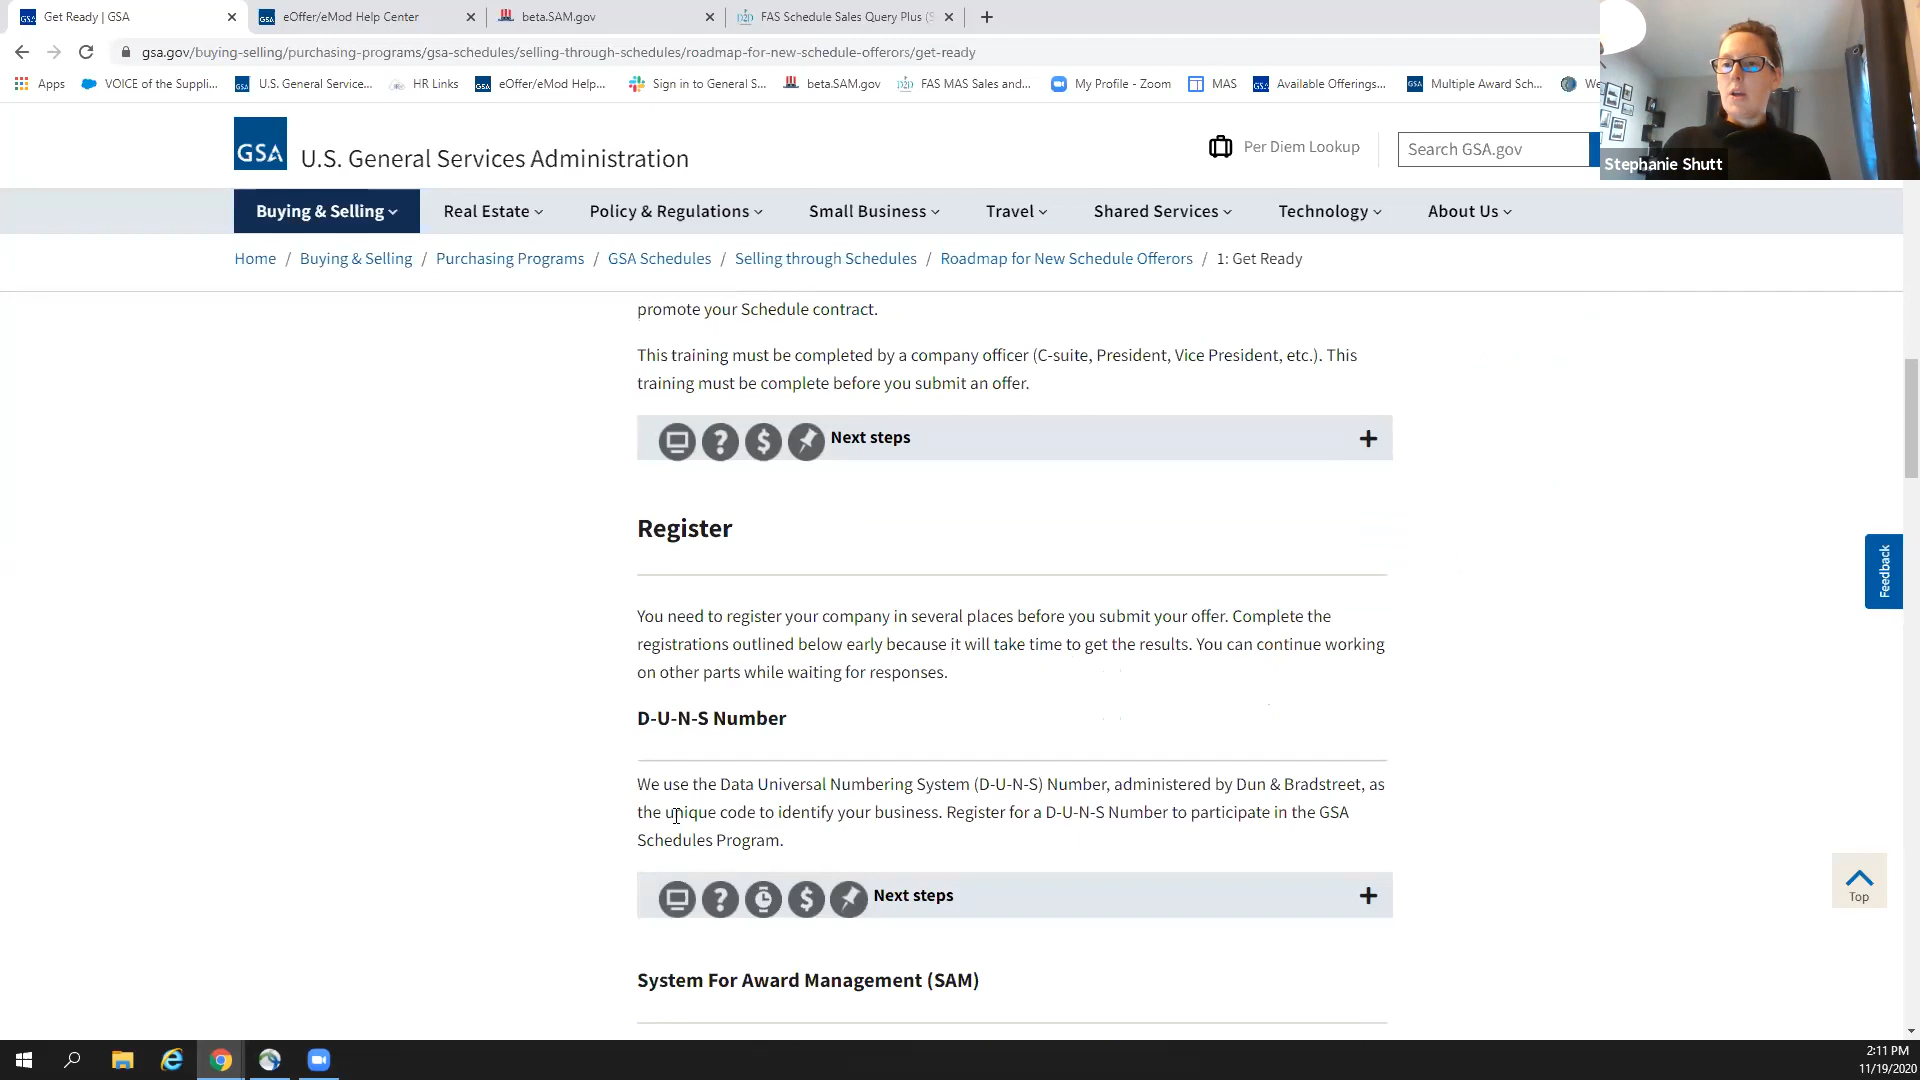 Get Ready | GSA
eOffer/eMod Help Center
beta.SAM.gov
FAS Schedule Sales Query Plus (S
gsa.gov/buying-selling/purchasing-programs/gsa-schedules/selling-through-schedules/roadmap-for-new-schedule-offerors/get-ready
Apps
VOICE of the Suppli...
U.S. General Service...
HR Links
eOffer/eMod Help...
Sign in to General S...
beta.SAM.gov
FAS MAS Sales and...
My Profile - Zoom
MAS
Available Offerings...
Multiple Award Sch...
We
GSA
U.S. General Services Administration
Per Diem Lookup
Search GSA.gov
Stephanie Shutt
Buying & Selling
Real Estate
Policy & Regulations
Small Business
Travel
Shared Services
Technology
About Us
Home / Buying & Selling / Purchasing Programs / GSA Schedules / Selling through Schedules / Roadmap for New Schedule Offerors / 1: Get Ready
promote your Schedule contract.
This training must be completed by a company officer (C-suite, President, Vice President, etc.). This
training must be complete before you submit an offer.
Next steps
Register
You need to register your company in several places before you submit your offer. Complete the
registrations outlined below early because it will take time to get the results. You can continue working
on other parts while waiting for responses.
Feedback
D-U-N-S Number
We use the Data Universal Numbering System (D-U-N-S) Number, administered by Dun & Bradstreet, as
the unique code to identify your business. Register for a D-U-N-S Number to participate in the GSA
Schedules Program.
Next steps
Top
System For Award Management (SAM)
2:11 PM
11/19/2020